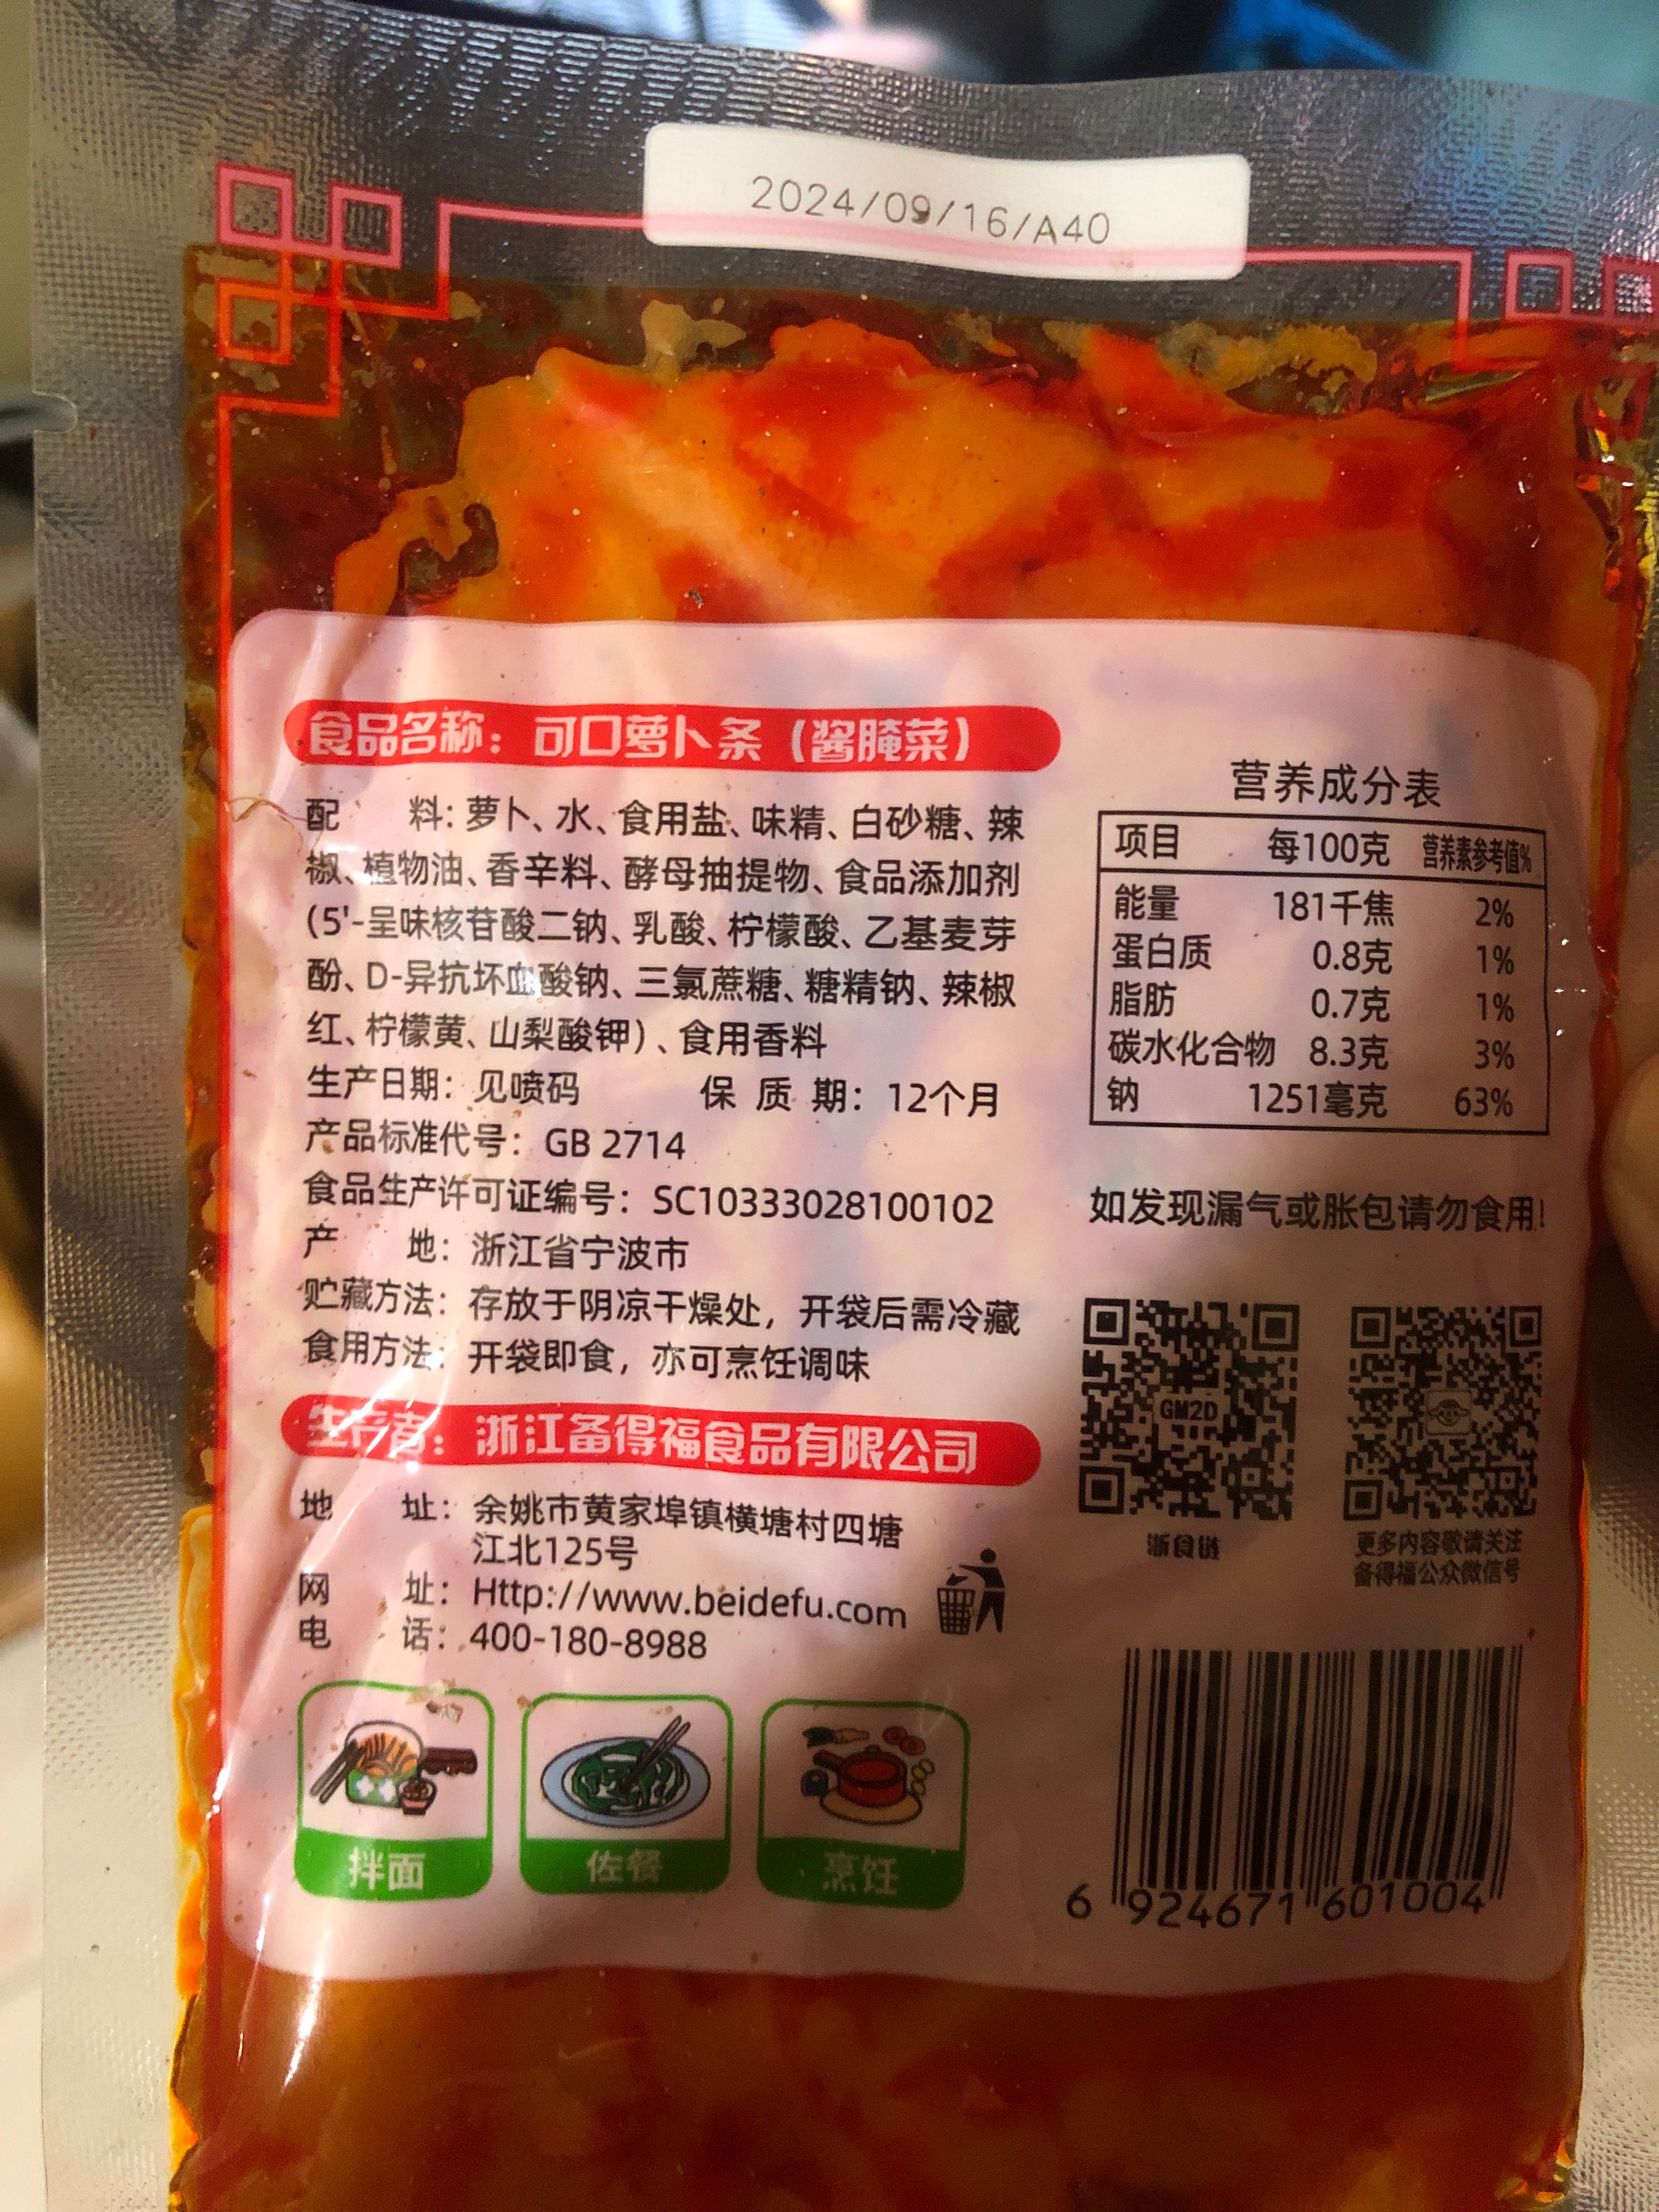 2024/09/16/A40
食品名称：可口萝卜条（酱腌菜）
配 料：萝卜、水、食用盐、味精、白砂糖、辣
椒、植物油、香辛料、酵母抽提物、食品添加剂
(5'-呈味核苷酸二钠、乳酸、柠檬酸、乙基麦芽
酚、D-异抗坏血酸钠、三氯蔗糖、糖精钠、辣椒
红、柠檬黄、山梨酸钾)、食用香料
生产日期：见喷码 保 质 期：12个月
产品标准代号：GB 2714
食品生产许可证编号：SC10333028100102
产 地：浙江省宁波市
贮藏方法：存放于阴凉干燥处，开袋后需冷藏
食用方法：开袋即食，亦可烹饪调味
生产者：浙江备得福食品有限公司
地 址：余姚市黄家埠镇横塘村四塘
江北125号
网 址：Http://www.beidefu.com
电 话：400-180-8988
拌面
佐餐
烹饪
营养成分表
项目 每100克 营养素参考值%
能量 181千焦 2%
蛋白质 0.8克 1%
脂肪 0.7克 1%
碳水化合物 8.3克 3%
钠 1251毫克 63%
如发现漏气或胀包请勿食用！
GM2D
浙食链
更多内容敬请关注
备得福公众微信号
6 924671 601004